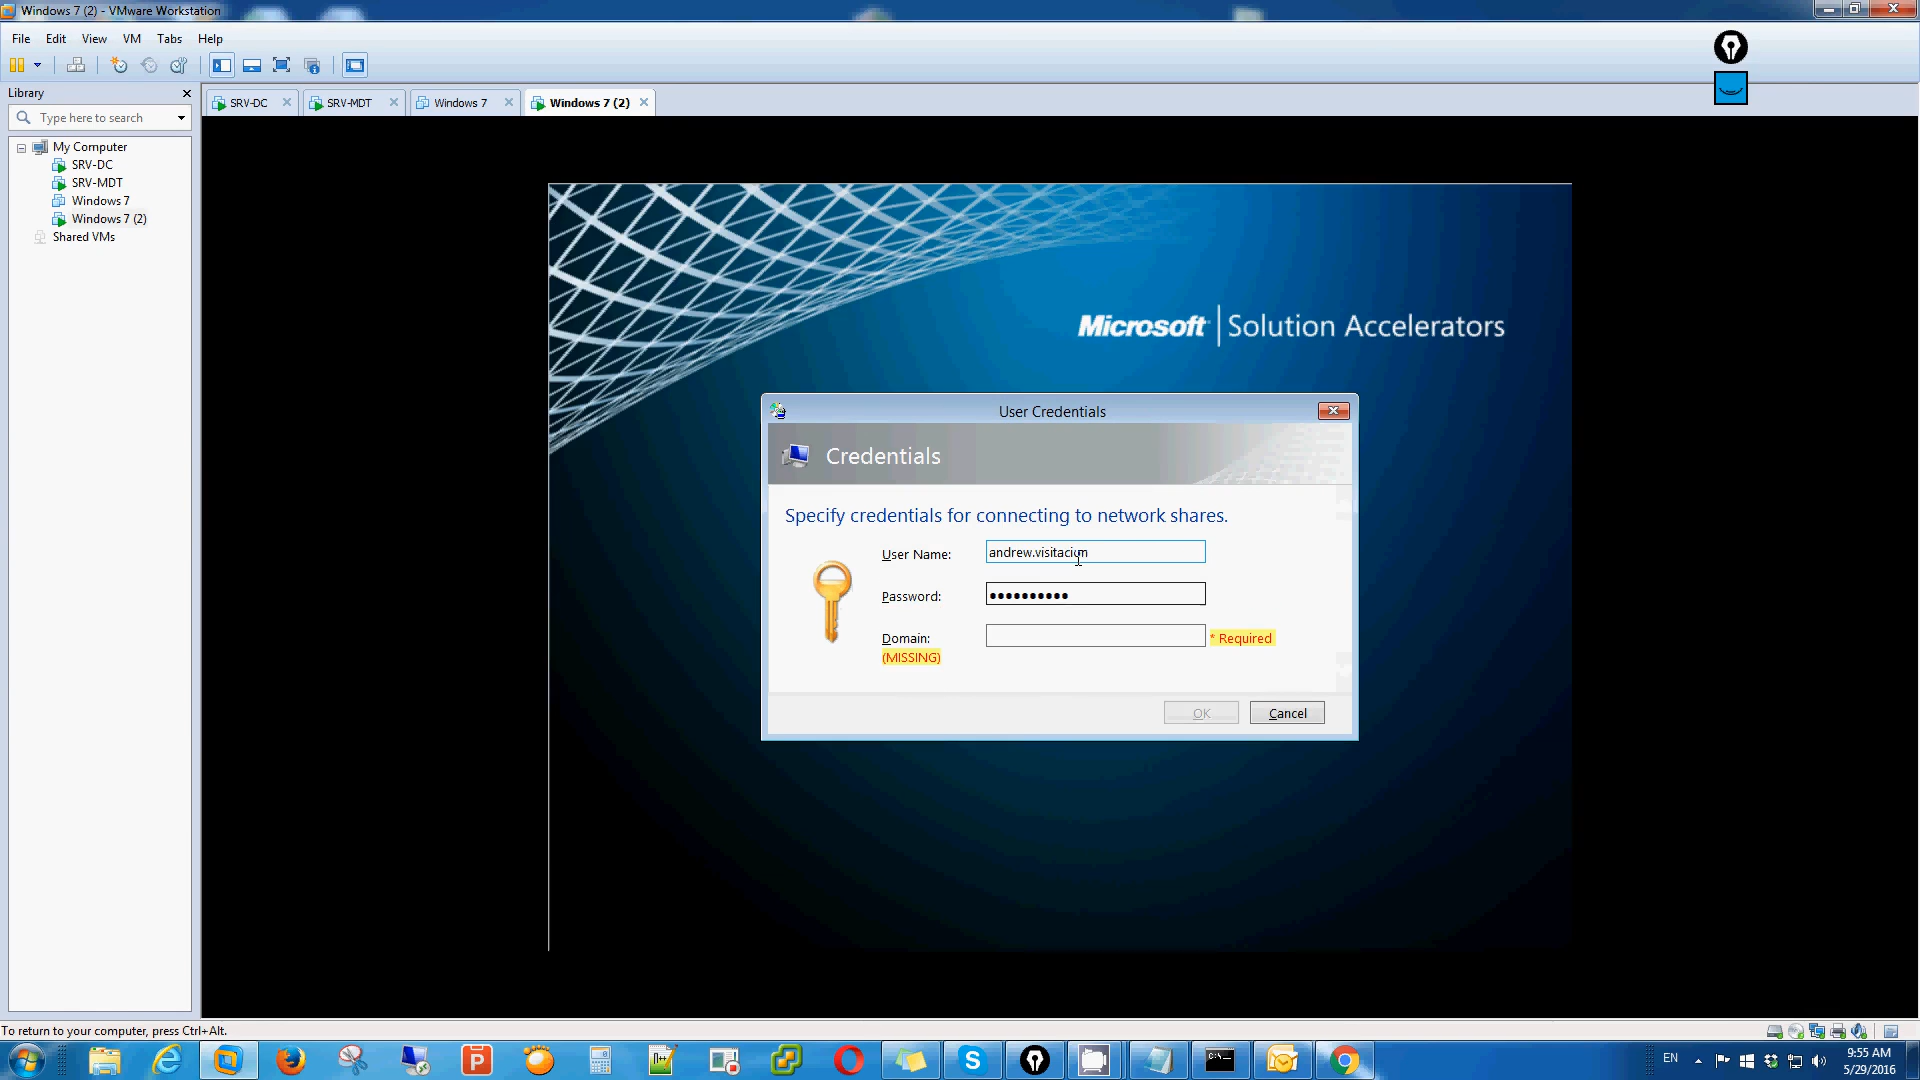 Windows 7 (2) - VMware Workstation
File Edit View VM Tabs Help
Library
Type here to search
My Computer
SRV-DC
SRV-MDT
Windows 7
Windows 7 (2)
Shared VMs
SRV-DC SRV-MDT Windows 7 Windows 7 (2)
Microsoft Solution Accelerators
User Credentials
Credentials
Specify credentials for connecting to network shares.
User Name: andrew.visitacion
Password: ●●●●●●●●●●
Domain: * Required
(MISSING)
OK Cancel
To return to your computer, press Ctrl+Alt.
EN
9:55 AM
5/29/2016